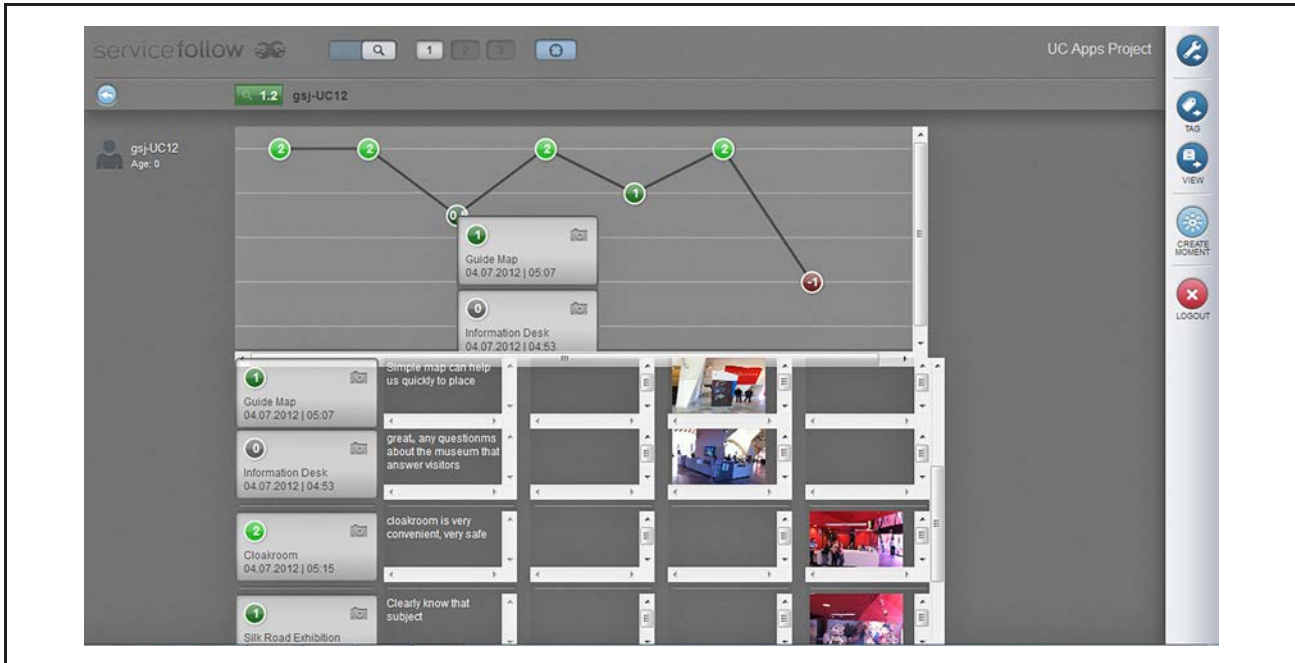 servicefollow
1 2 3
UC Apps Project
1.2 gsj-UC12
gsj-UC12
Age: 0
TAG
VIEW
CREATE
MOMENT
LOGOUT
2 2 2 2
1
-1
1
Guide Map
04.07.2012 | 05:07
0
Information Desk
04.07.2012 | 04:53
1
Guide Map
04.07.2012 | 05:07
Simple map can help
us quickly to place
0
Information Desk
04.07.2012 | 04:53
great, any questionms
about the museum that
answer visitors
2
Cloakroom
04.07.2012 | 05:15
cloakroom is very
convenient, very safe
1
Silk Road Exhibition
Clearly know that
subject